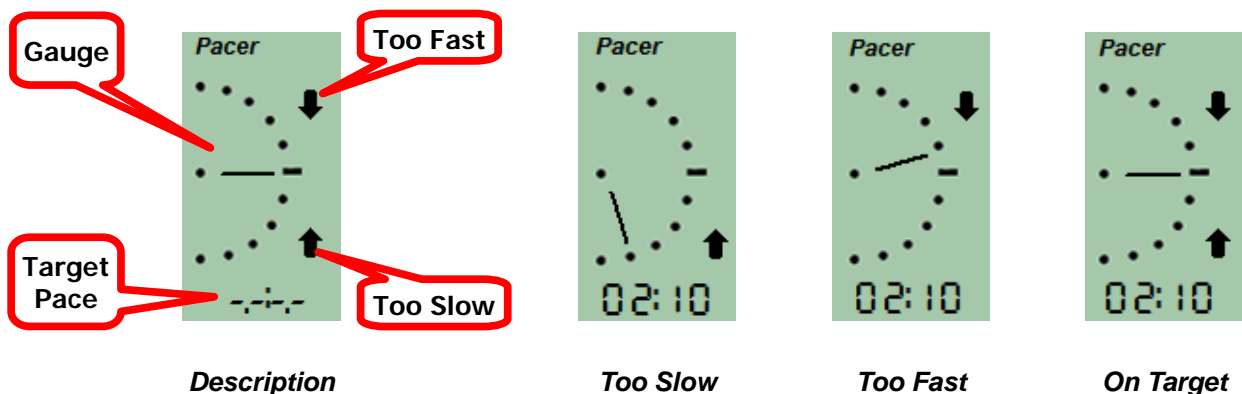 Gauge
Pacer
Too Fast
Target
Pace
-.-:-.-
Too Slow
Description
Pacer
02:10
Too Slow
Pacer
02:10
Too Fast
Pacer
02:10
On Target